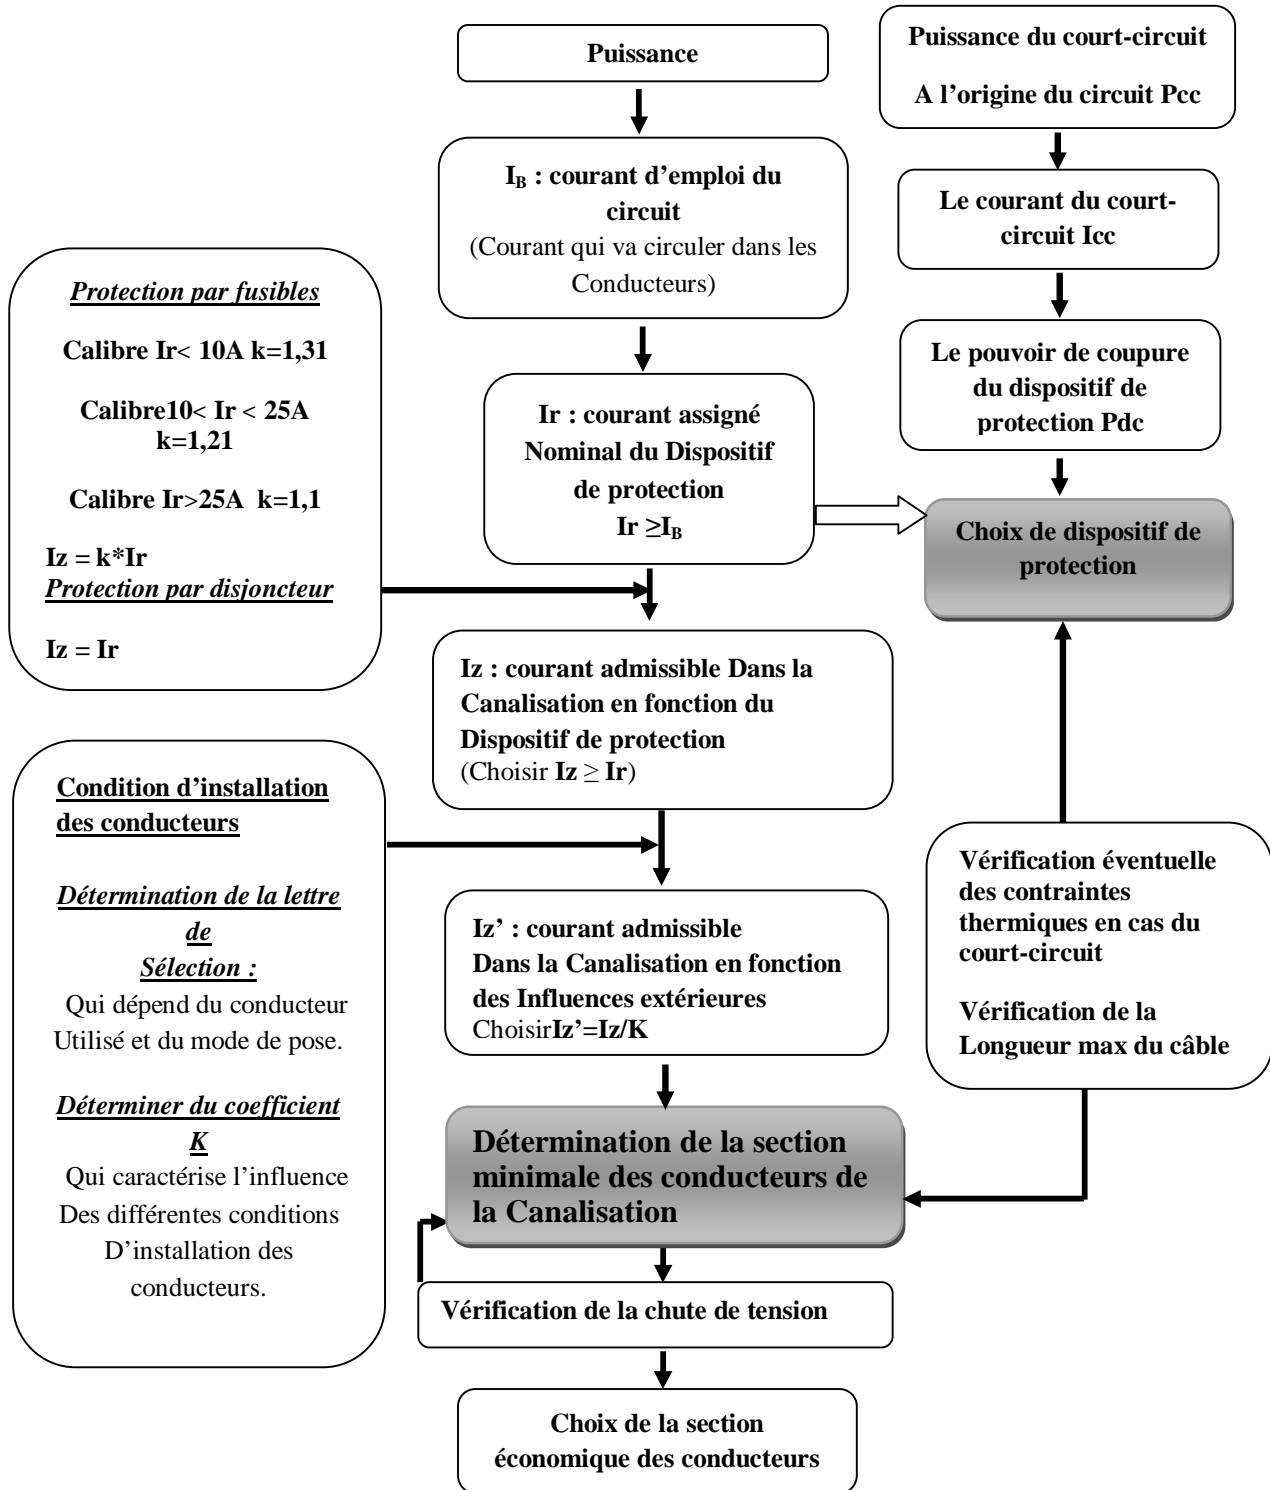 Puissance
I_B : courant d’emploi du
circuit
(Courant qui va circuler dans les
Conducteurs)
Ir : courant assigné
Nominal du Dispositif
de protection
Ir ≥I_B
Puissance du court-circuit
A l’origine du circuit Pcc
Le courant du court-
circuit Icc
Le pouvoir de coupure
du dispositif de
protection Pdc
Choix de dispositif de
protection
Protection par fusibles
Calibre Ir< 10A k=1,31
Calibre10< Ir < 25A
k=1,21
Calibre Ir>25A k=1,1
Iz = k*Ir
Protection par disjoncteur
Iz = Ir
Iz : courant admissible Dans la
Canalisation en fonction du
Dispositif de protection
(Choisir Iz ≥ Ir)
Condition d’installation
des conducteurs
Détermination de la lettre
de
Sélection :
Qui dépend du conducteur
Utilisé et du mode de pose.
Déterminer du coefficient
K
Qui caractérise l’influence
Des différentes conditions
D’installation des
conducteurs.
Iz’ : courant admissible
Dans la Canalisation en fonction
des Influences extérieures
ChoisirIz’=Iz/K
Vérification éventuelle
des contraintes
thermiques en cas du
court-circuit
Vérification de la
Longueur max du câble
Détermination de la section
minimale des conducteurs de
la Canalisation
Vérification de la chute de tension
Choix de la section
économique des conducteurs